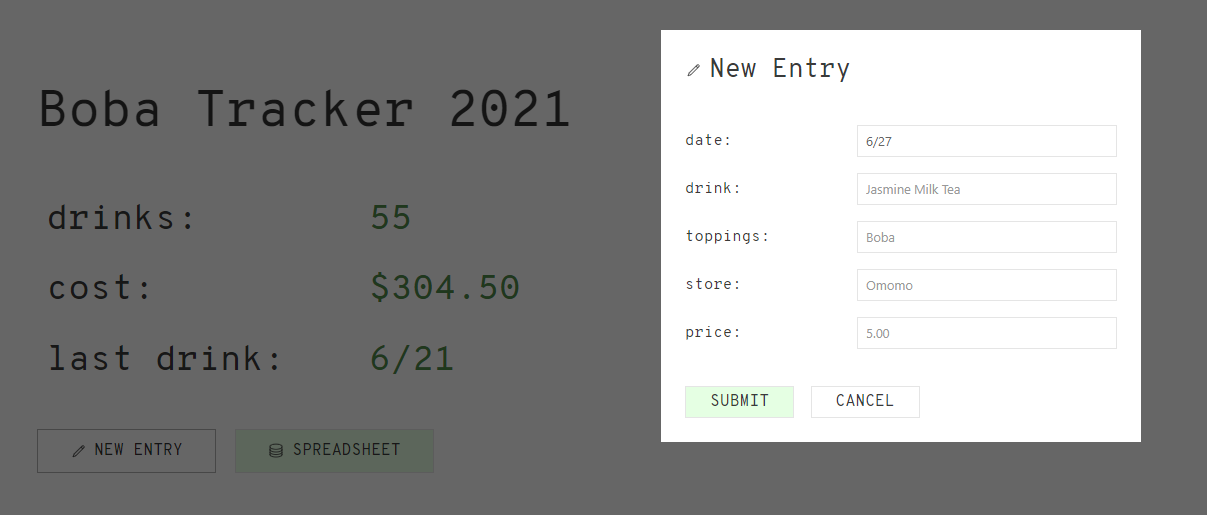 Boba Tracker 2021
drinks: 55
cost: $304.50
last drink: 6/21
NEW ENTRY SPREADSHEET
New Entry
date: 6/27
drink: Jasmine Milk Tea
toppings: Boba
store: Omomo
price: 5.00
SUBMIT CANCEL